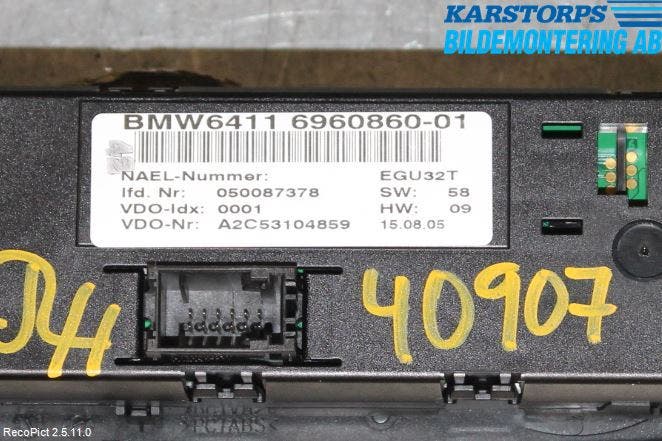 KARSTORPS
BILDEMONTERING AB
BMW6411 6960860-01
NAEL-Nummer: EGU32T
lfd. Nr: 050087378 SW: 58
VDO-Idx: 0001 HW: 09
VDO-Nr: A2C53104859 15.08.05
40907
RecoPict 2.5.11.0